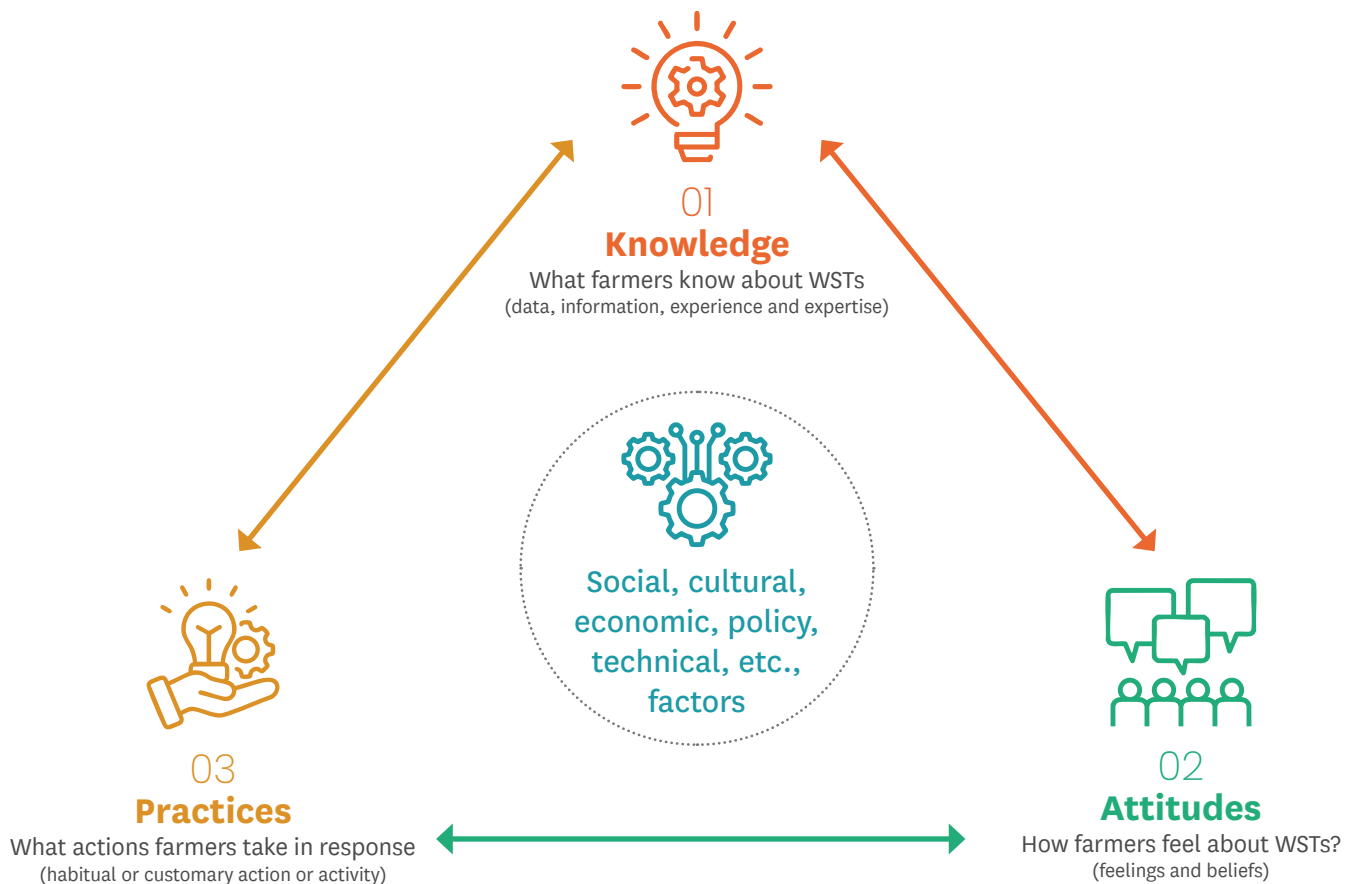 01
Knowledge
What farmers know about WSTs
(data, information, experience and expertise)
Social, cultural,
economic, policy,
technical, etc.,
factors
03
Practices
What actions farmers take in response
(habitual or customary action or activity)
02
Attitudes
How farmers feel about WSTs?
(feelings and beliefs)